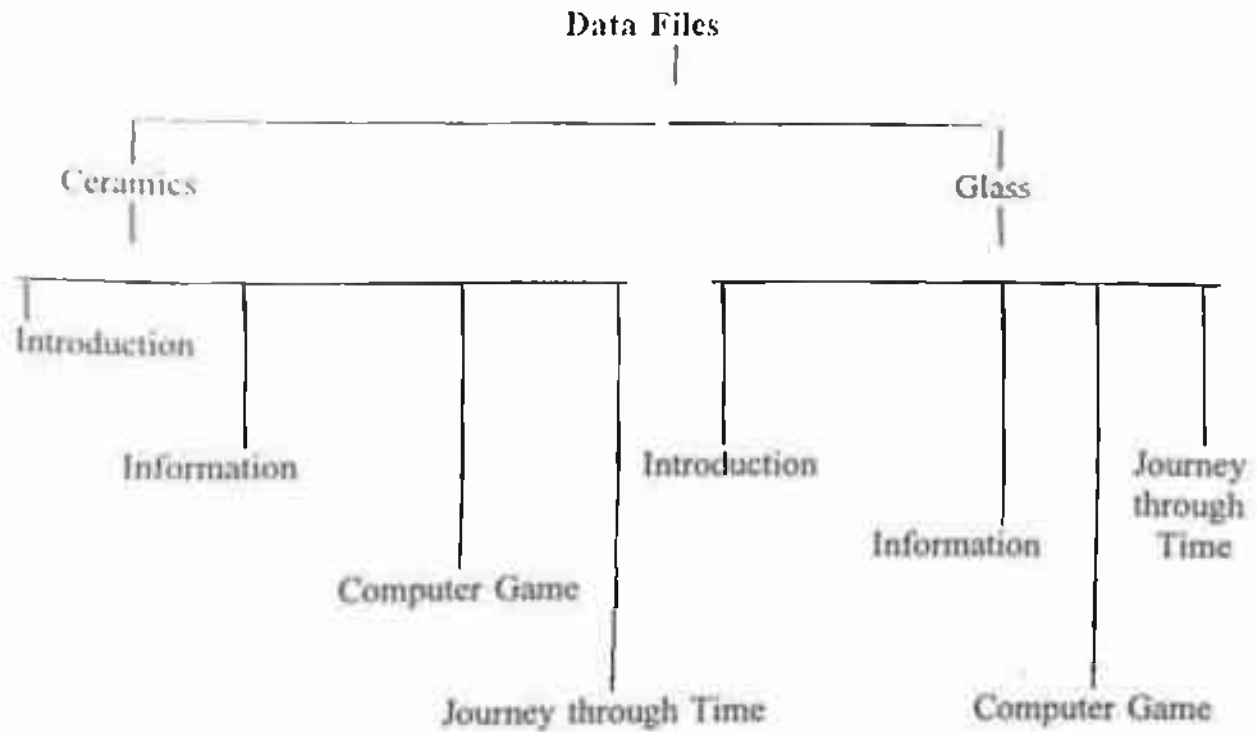 Data Files
Ceramics
Glass
Introduction
Information
Introduction
Journey
through
Time
Information
Computer Game
Journey through Time
Computer Game